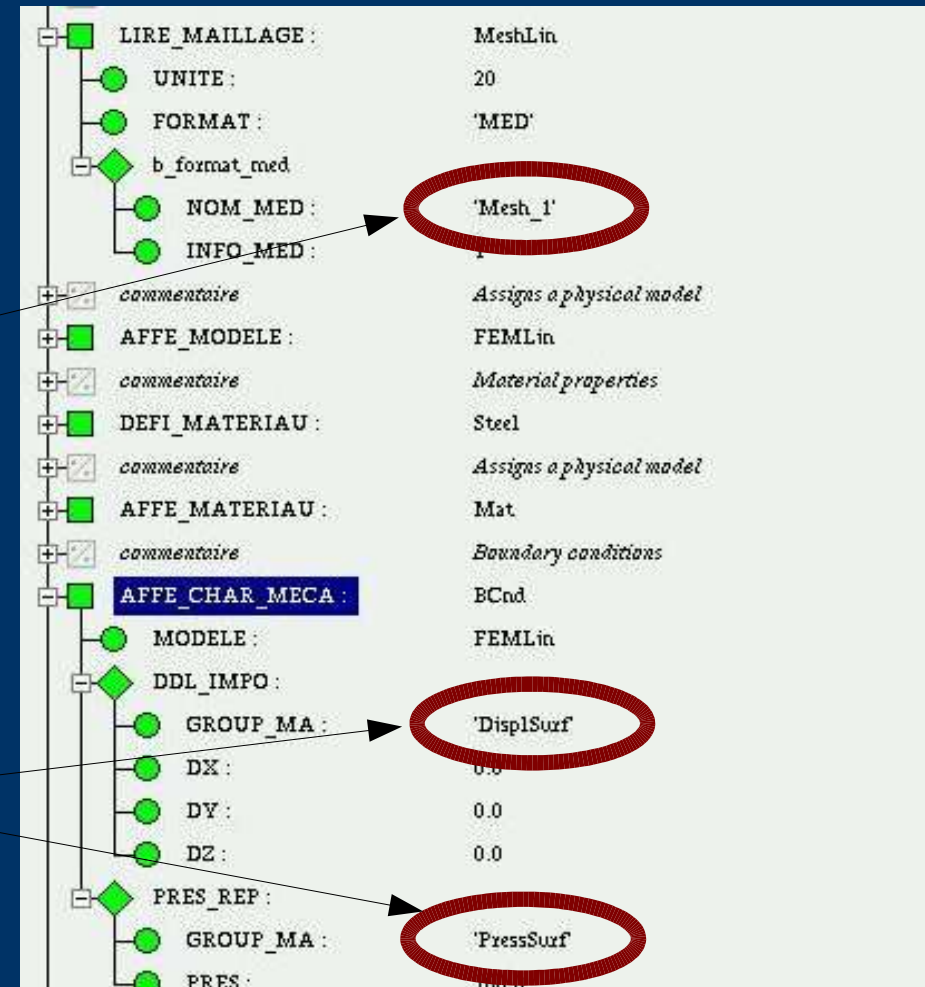 LIRE_MAILLAGE : MeshLin
UNITE : 20
FORMAT : 'MED'
b_format_med
NOM_MED : 'Mesh_1'
INFO_MED :
commentaire Assigns a physical model
AFFE_MODELE : FEMLin
commentaire Material properties
DEFI_MATERIAU : Steel
commentaire Assigns a physical model
AFFE_MATERIAU : Mat
commentaire Boundary conditions
AFFE_CHAR_MECA : BCnd
MODELE : FEMLin
DDL_IMPO :
GROUP_MA : 'DisplSurf'
DX : 0.0
DY : 0.0
DZ : 0.0
PRES_REP :
GROUP_MA : 'PressSurf'
PRES :